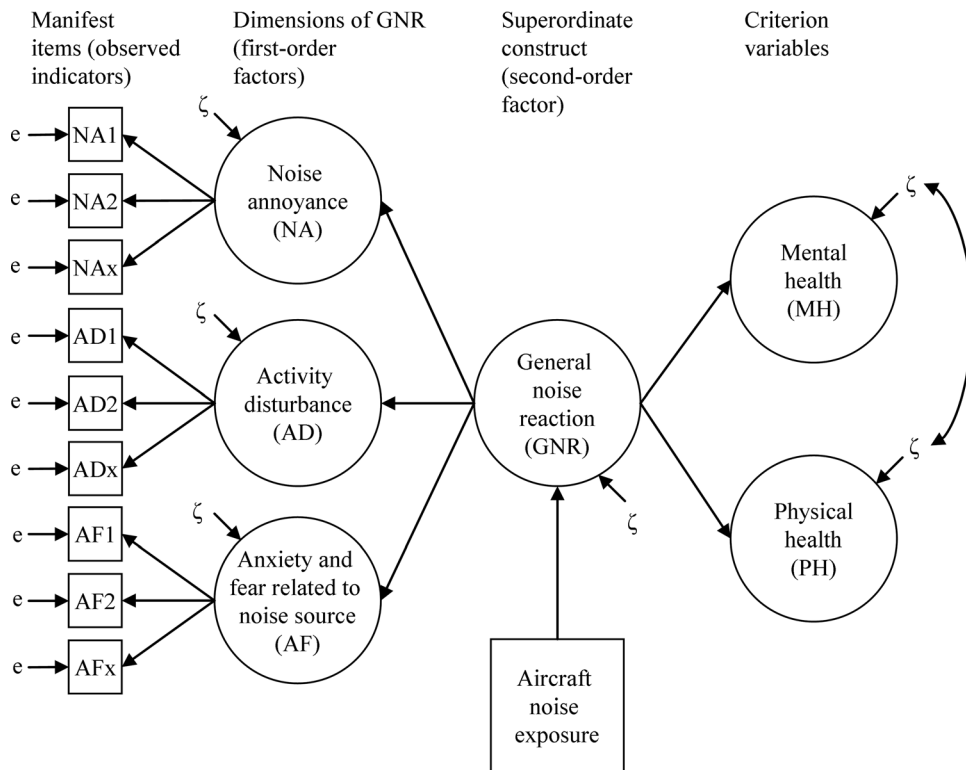 Manifest
items (observed
indicators)
Dimensions of GNR
(first-order
factors)
Superordinate
construct
(second-order
factor)
Criterion
variables
e
NA1
e
NA2
e
NAx
ζ
Noise
annoyance
(NA)
e
AD1
e
AD2
e
ADx
ζ
Activity
disturbance
(AD)
e
AF1
e
AF2
e
AFx
ζ
Anxiety and
fear related to
noise source
(AF)
General
noise
reaction
(GNR)
ζ
Aircraft
noise
exposure
ζ
Mental
health
(MH)
ζ
Physical
health
(PH)